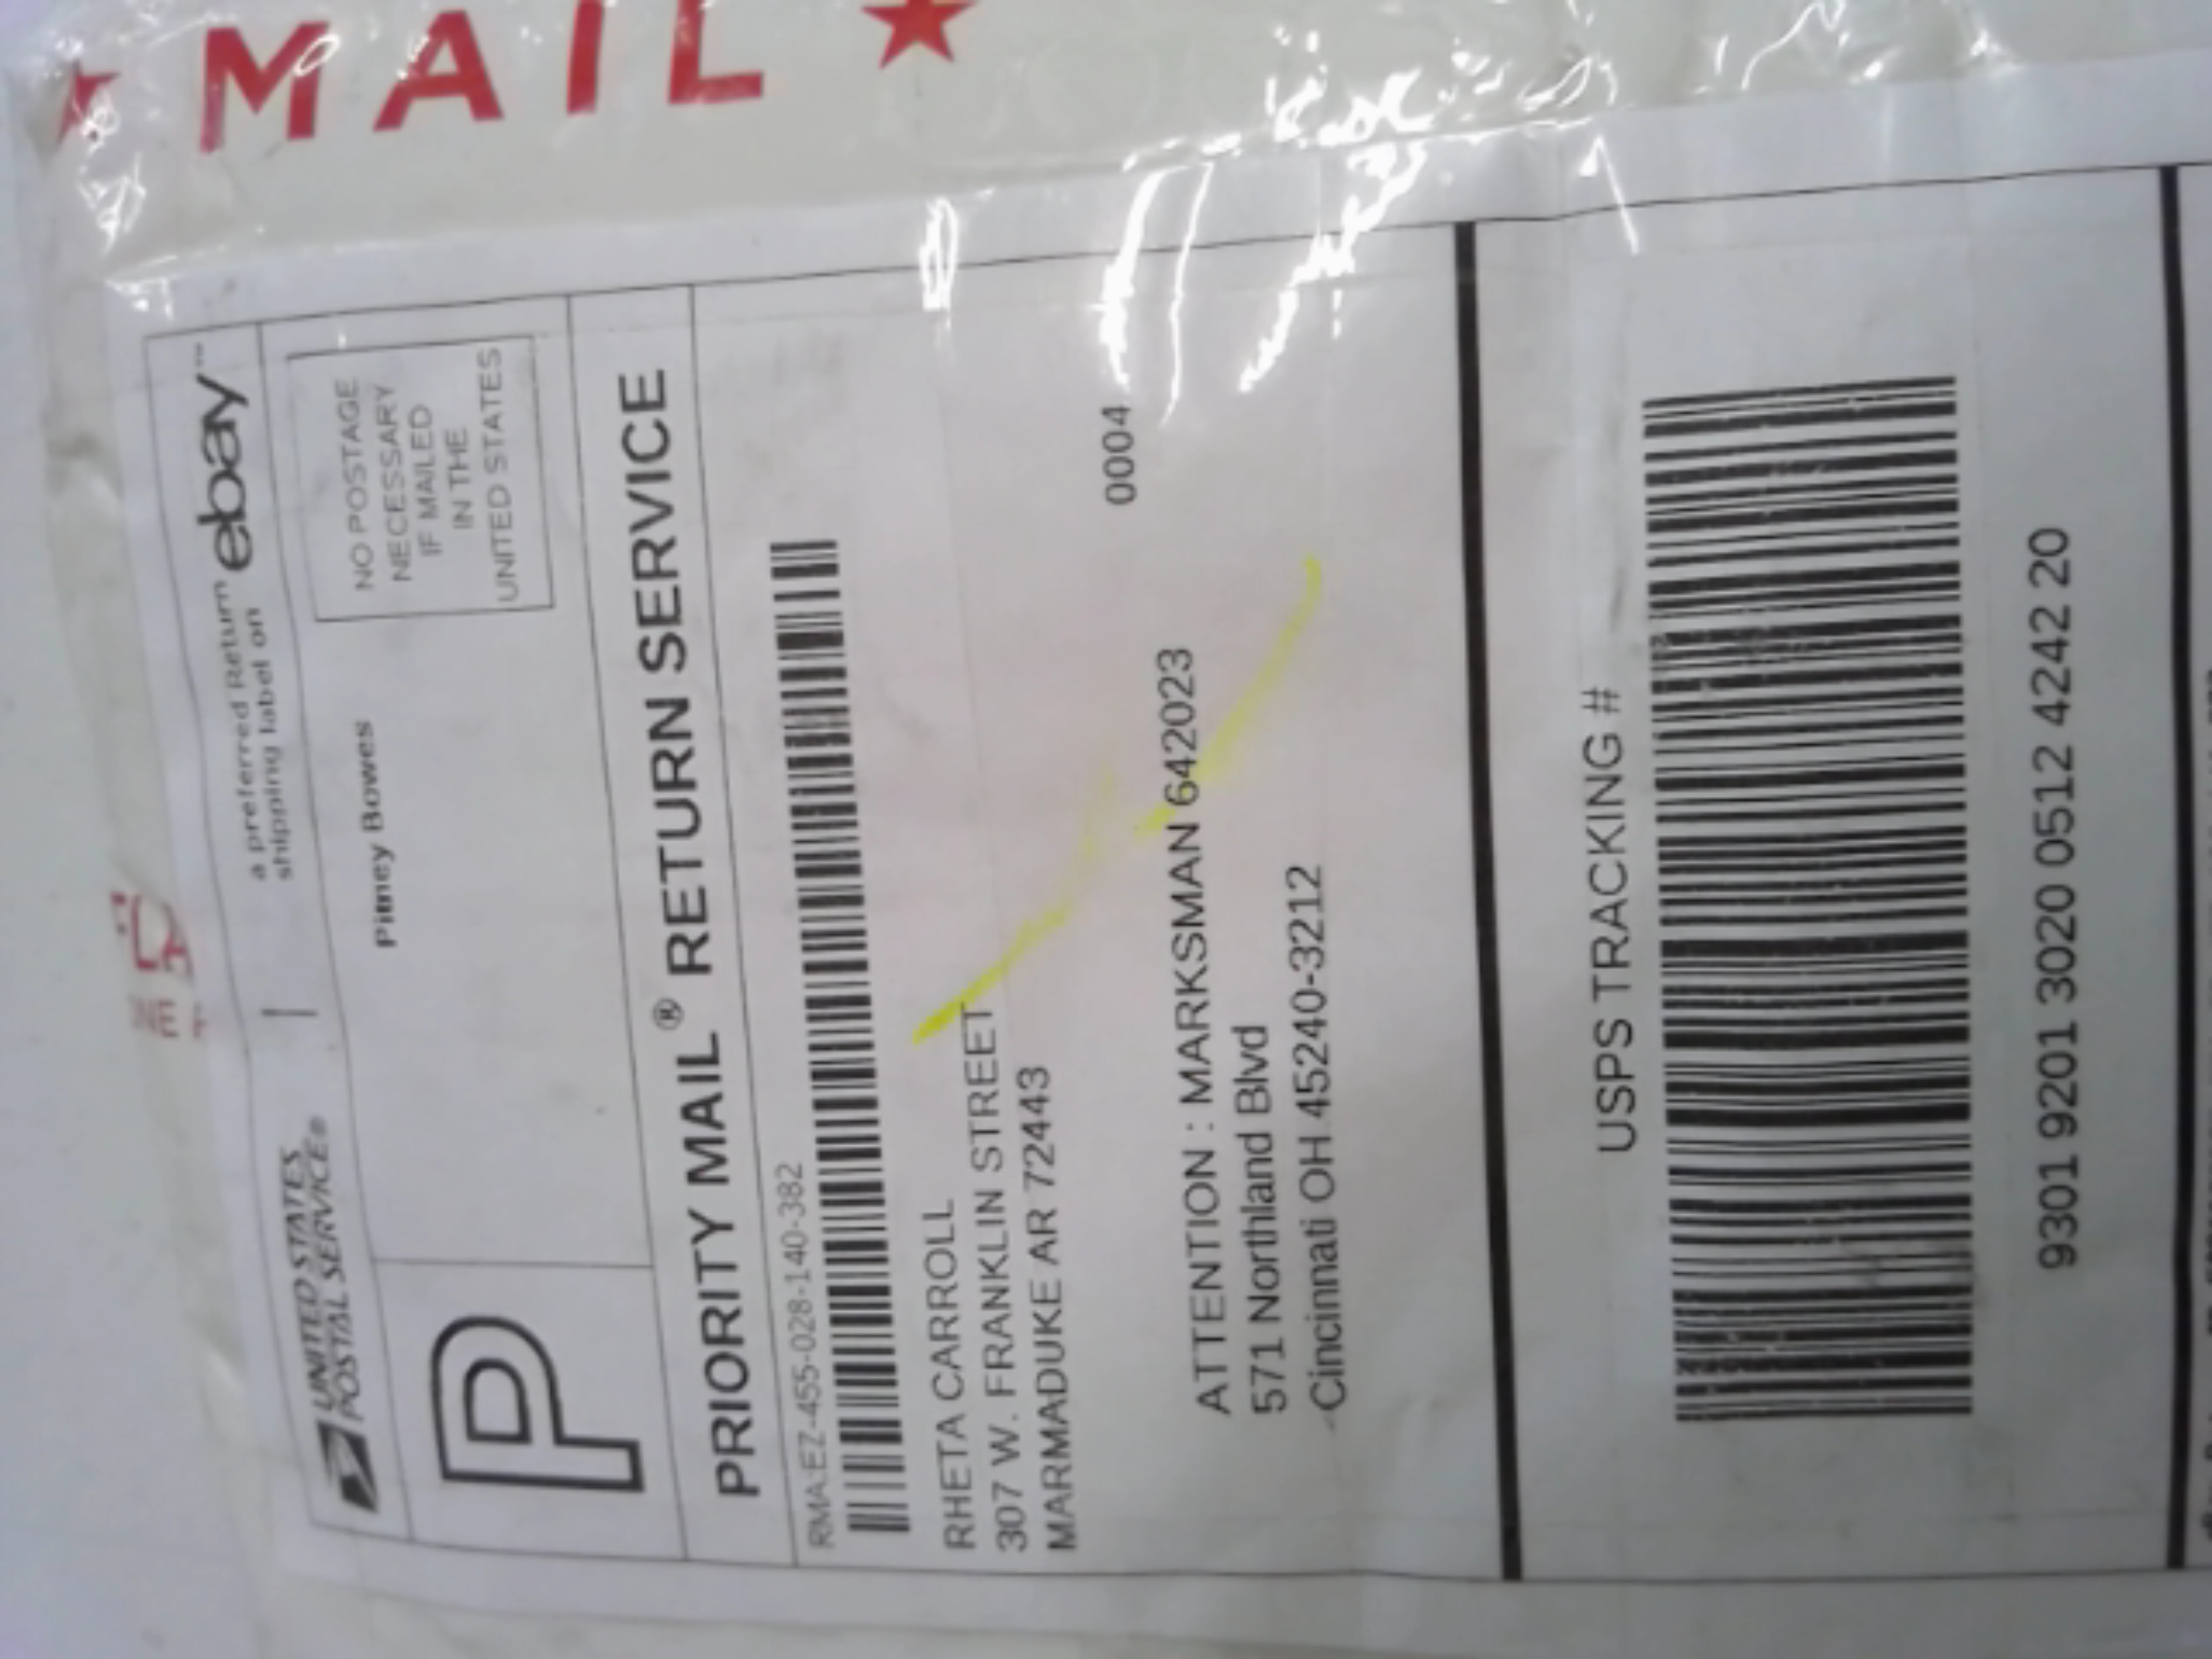 MAIL
UNITED STATES
POSTAL SERVICE®
a preferred Return
shipping label on
ebay™
P
Pitney Bowes
NO POSTAGE
NECESSARY
IF MAILED
IN THE
UNITED STATES
PRIORITY MAIL® RETURN SERVICE
RMA:EZ-455-028-140-382
RHETA CARROLL
307 W. FRANKLIN STREET
MARMADUKE AR 72443
0004
ATTENTION : MARKSMAN 642023
571 Northland Blvd
Cincinnati OH 45240-3212
USPS TRACKING #
9301 9201 3020 0512 4242 20